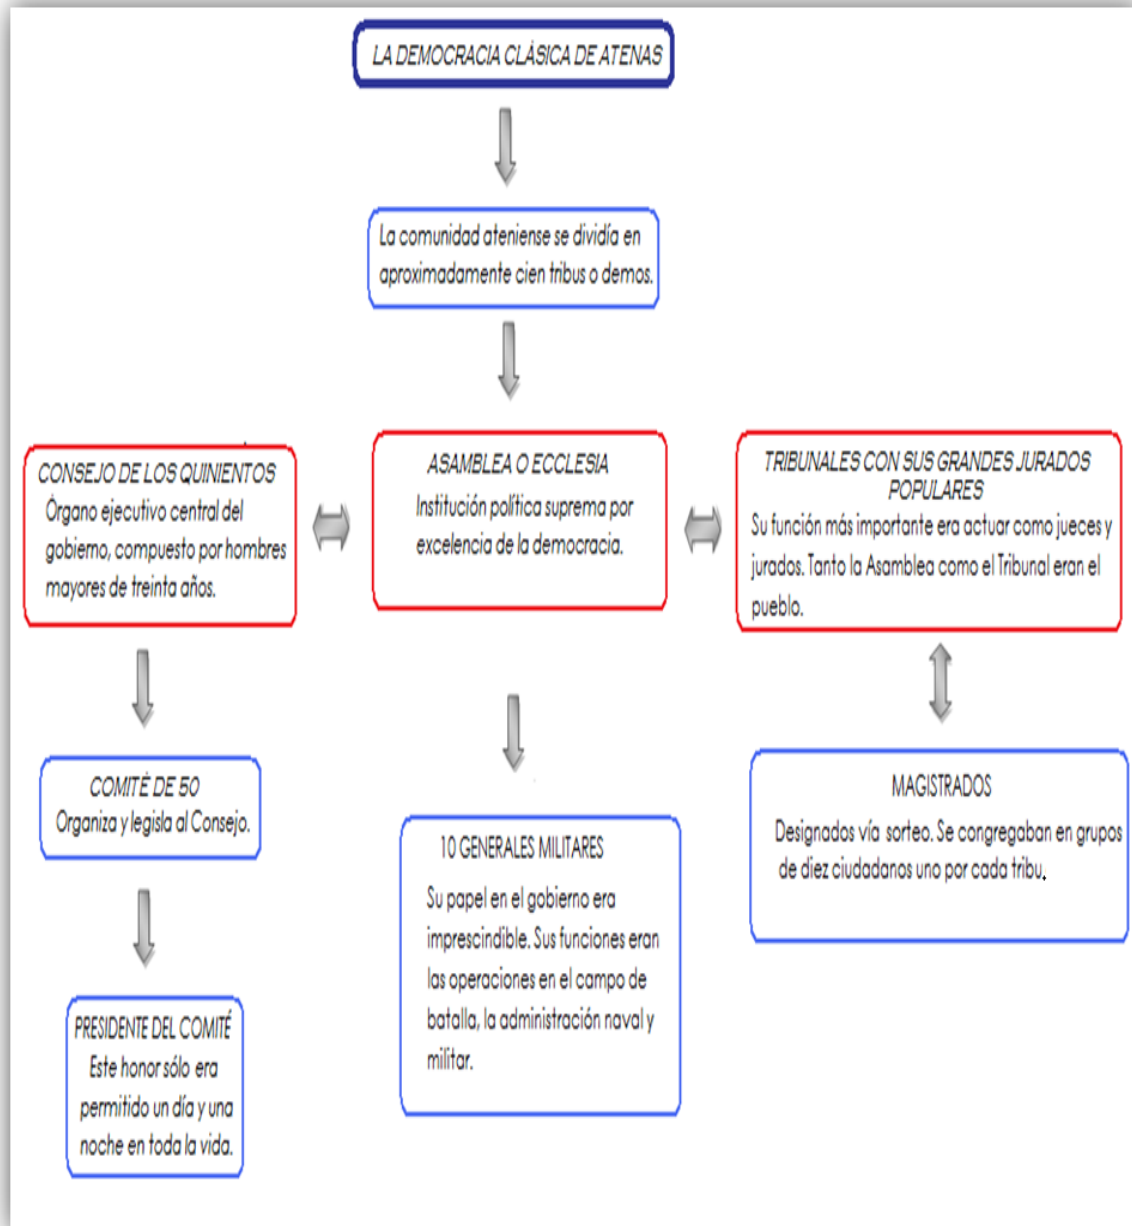 LA DEMOCRACIA CLÁSICA DE ATENAS
La comunidad ateniense se dividía en
aproximadamente cien tribus o demos.
CONSEJO DE LOS QUINIENTOS
Órgano ejecutivo central del
gobierno, compuesto por hombres
mayores de treinta años.
ASAMBLEA O ECCLESIA
Institución política suprema por
excelencia de la democracia.
TRIBUNALES CON SUS GRANDES JURADOS
POPULARES
Su función más importante era actuar como jueces y
jurados. Tanto la Asamblea como el Tribunal eran el
pueblo.
COMITÉ DE 50
Organiza y legisla al Consejo.
10 GENERALES MILITARES
Su papel en el gobierno era
imprescindible. Sus funciones eran
las operaciones en el campo de
batalla, la administración naval y
militar.
MAGISTRADOS
Designados vía sorteo. Se congregaban en grupos
de diez ciudadanos uno por cada tribu.
PRESIDENTE DEL COMITÉ
Este honor sólo era
permitido un día y una
noche en toda la vida.